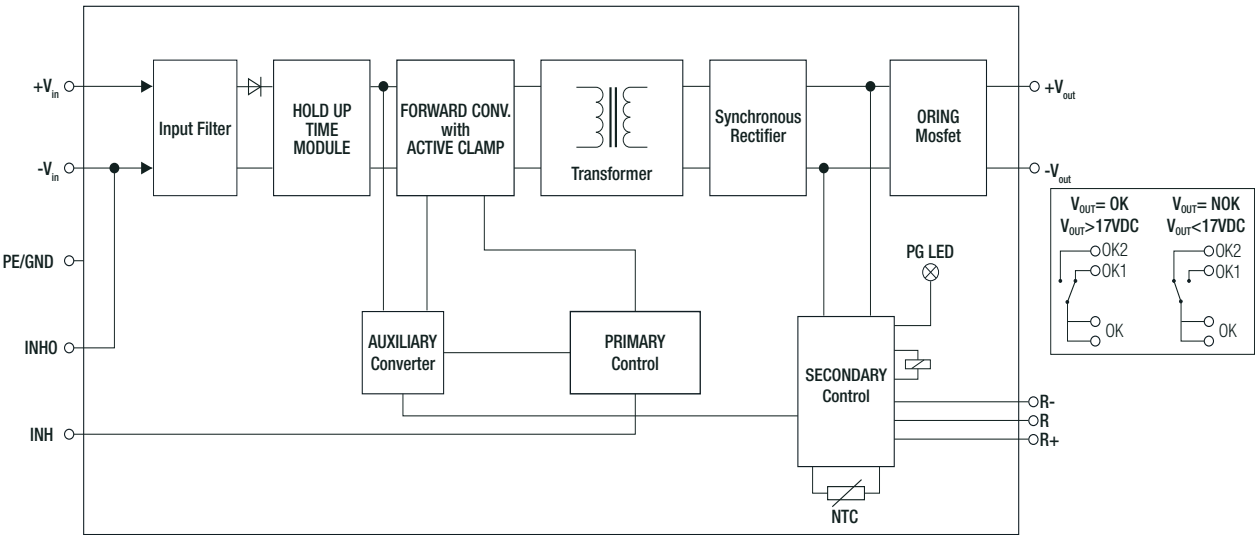 +Vin
-Vin
PE/GND
INH0
INH
Input Filter
HOLD UP
TIME
MODULE
FORWARD CONV.
with
ACTIVE CLAMP
Transformer
Synchronous
Rectifier
ORING
Mosfet
+Vout
-Vout
AUXILIARY
Converter
PRIMARY
Control
SECONDARY
Control
PG LED
NTC
R-
R
R+
VOUT= OK
VOUT>17VDC
OK2
OK1
OK
VOUT= NOK
VOUT<17VDC
OK2
OK1
OK